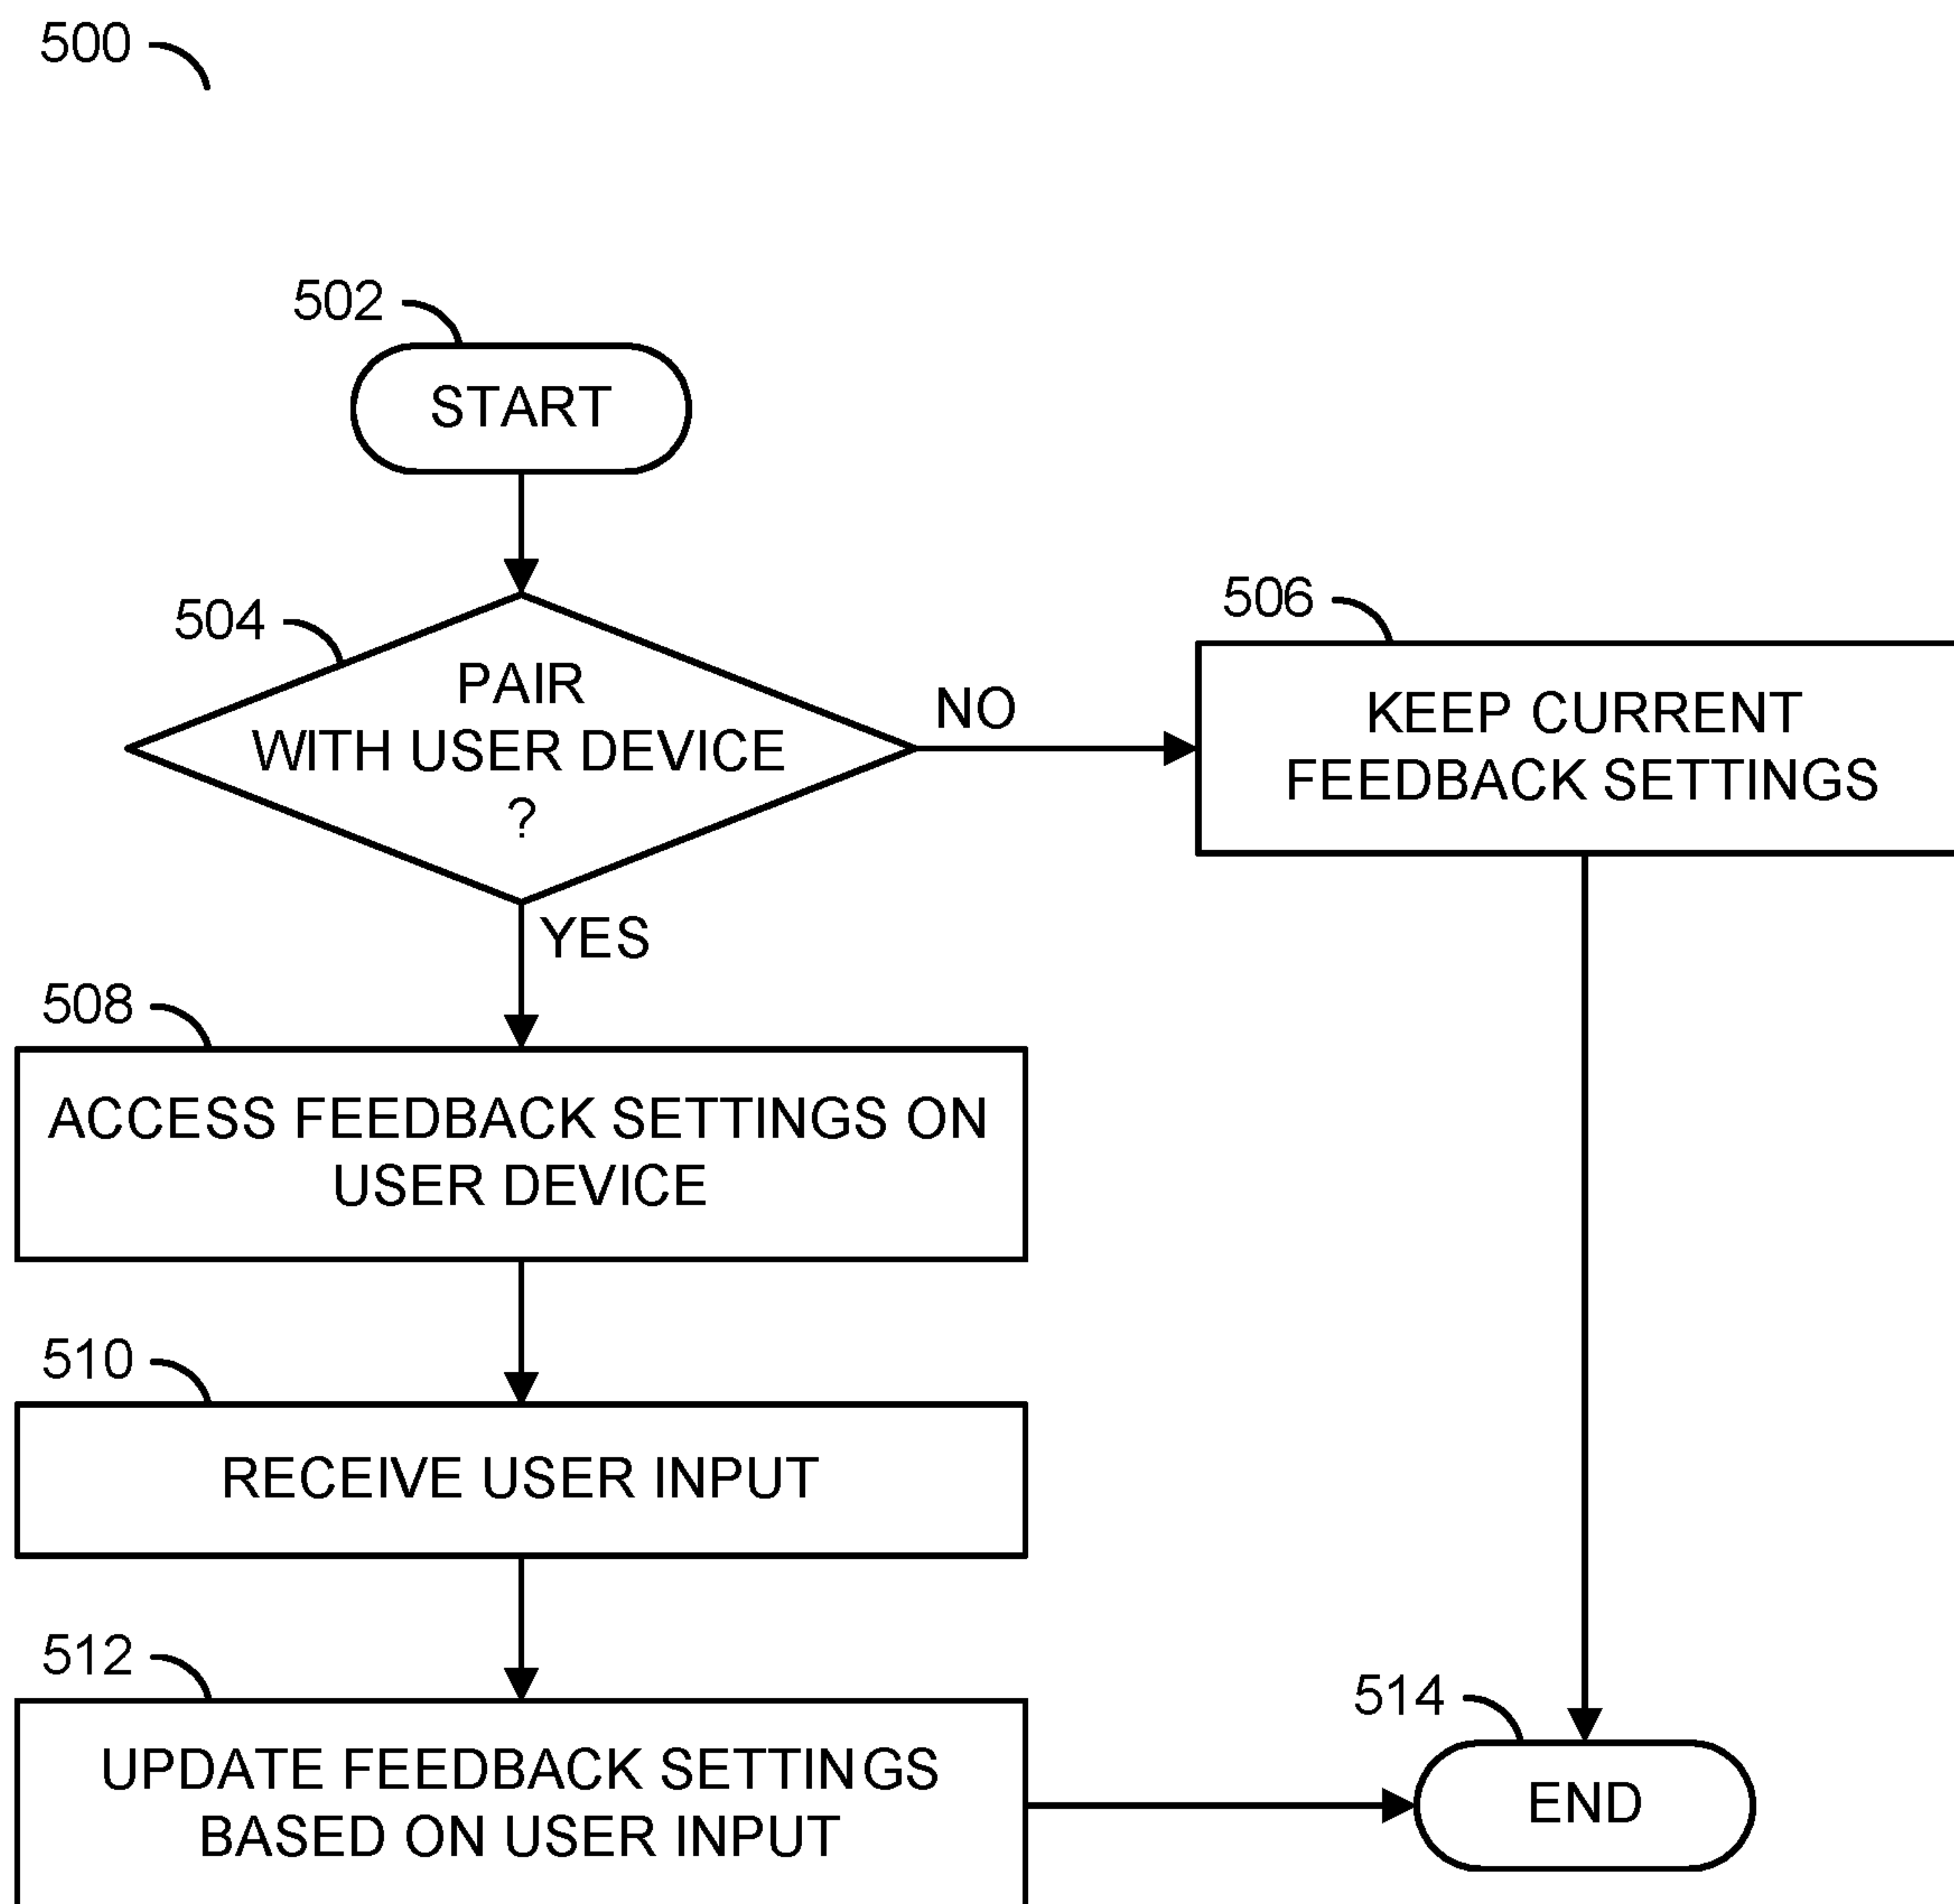 500
502
START
504
PAIR
WITH USER DEVICE
?
NO
506
KEEP CURRENT
FEEDBACK SETTINGS
YES
508
ACCESS FEEDBACK SETTINGS ON
USER DEVICE
510
RECEIVE USER INPUT
512
UPDATE FEEDBACK SETTINGS
BASED ON USER INPUT
514
END